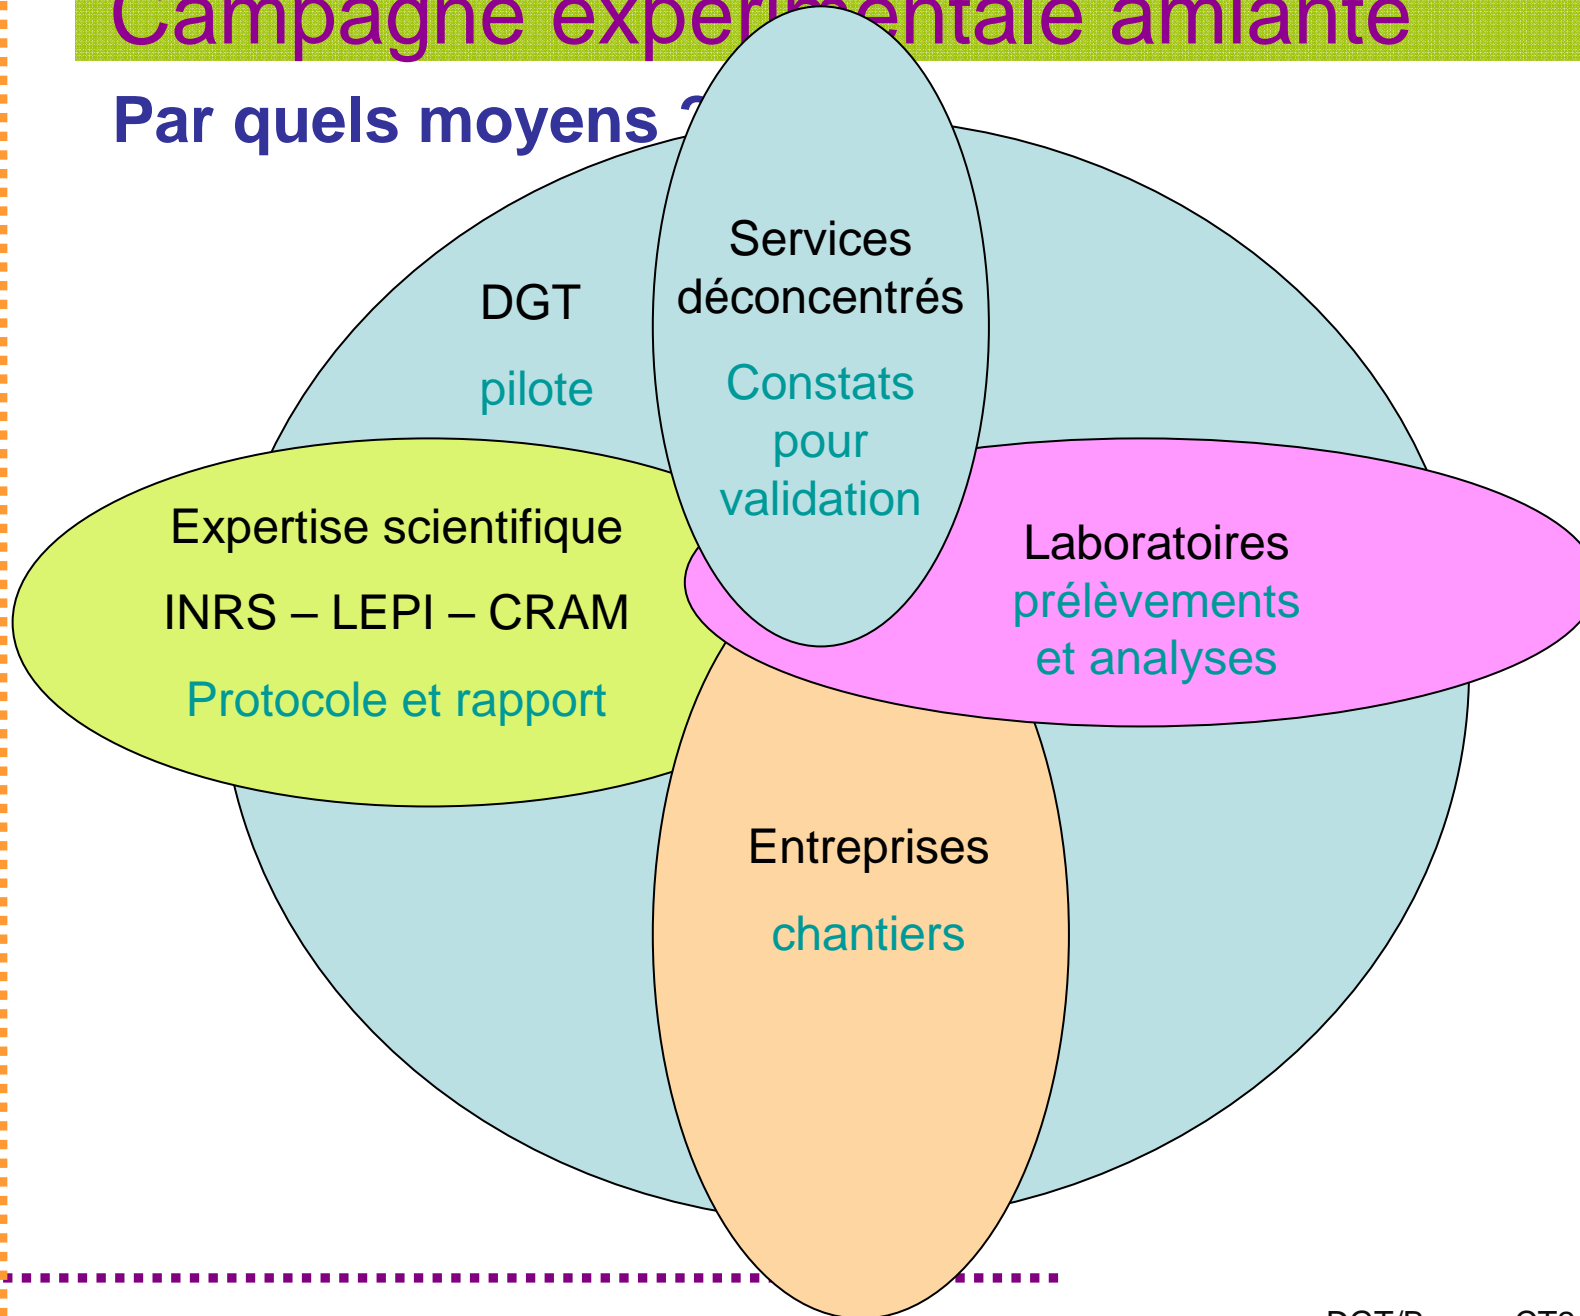 Campagne expérimentale amiante
Par quels moyens ?
DGT
pilote
Services
déconcentrés
Constats
pour
validation
Expertise scientifique
INRS – LEPI – CRAM
Protocole et rapport
Laboratoires
prélèvements
et analyses
Entreprises
chantiers